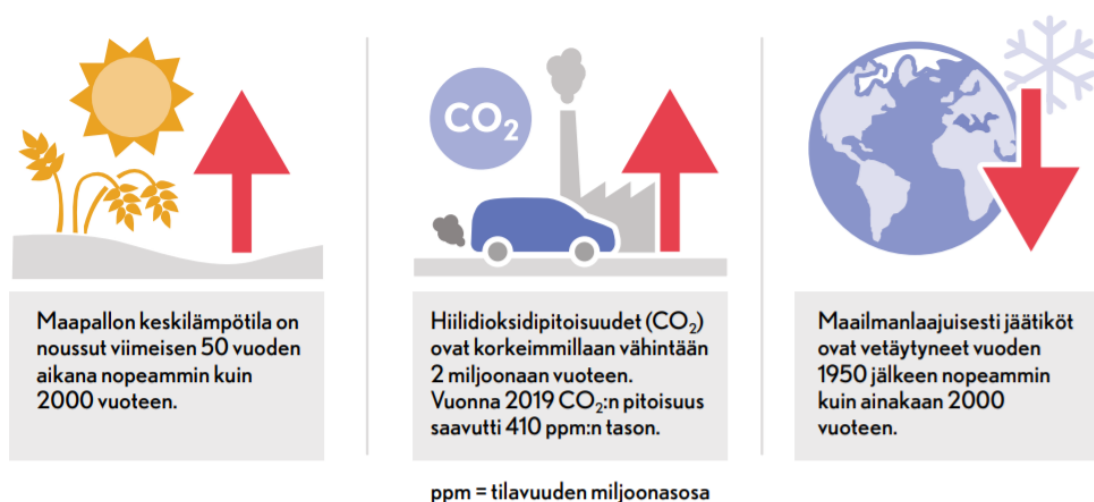 CO₂
Maapallon keskilämpötila on
noussut viimeisen 50 vuoden
aikana nopeammin kuin
2000 vuoteen.
Hiilidioksidipitoisuudet (CO₂)
ovat korkeimmillaan vähintään
2 miljoonaan vuoteen.
Vuonna 2019 CO₂:n pitoisuus
saavutti 410 ppm:n tason.
Maailmanlaajuisesti jäätiköt
ovat vetäytyneet vuoden
1950 jälkeen nopeammin
kuin ainakaan 2000
vuoteen.
ppm = tilavuuden miljoonasosa